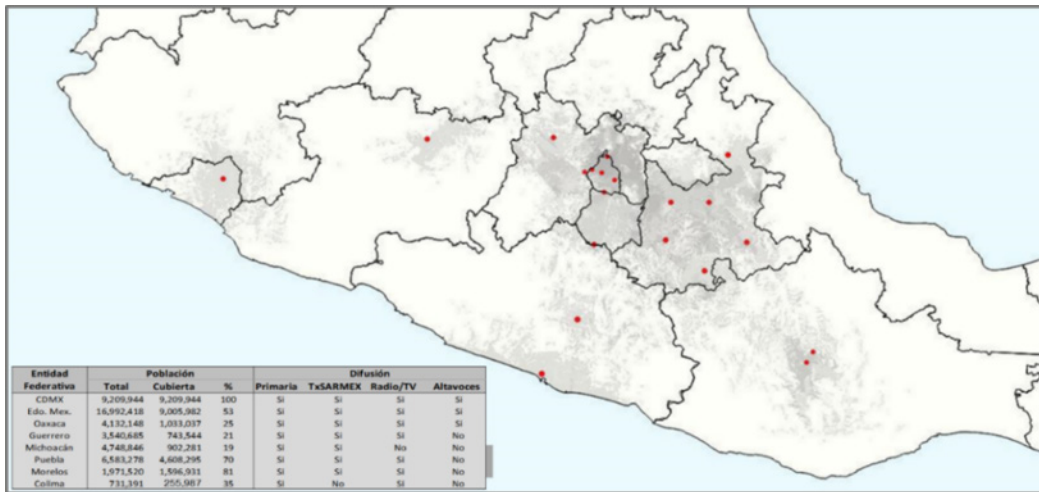 Entidad Población Difusión
Federativa Total Cubierta % Primaria TxSARMEX Radio/TV Altavoces
CDMX 9,209,944 9,209,944 100 Si Si Si Si
Edo. Mex. 16,992,418 9,005,982 53 Si Si Si Si
Oaxaca 4,132,148 1,033,037 25 Si Si Si Si
Guerrero 3,540,685 743,544 21 Si Si Si No
Michoacán 4,748,846 902,281 19 Si Si No No
Puebla 6,583,278 4,608,295 70 Si Si Si No
Morelos 1,971,520 1,596,931 81 Si Si Si No
Colima 731,391 255,987 35 Si No Si No